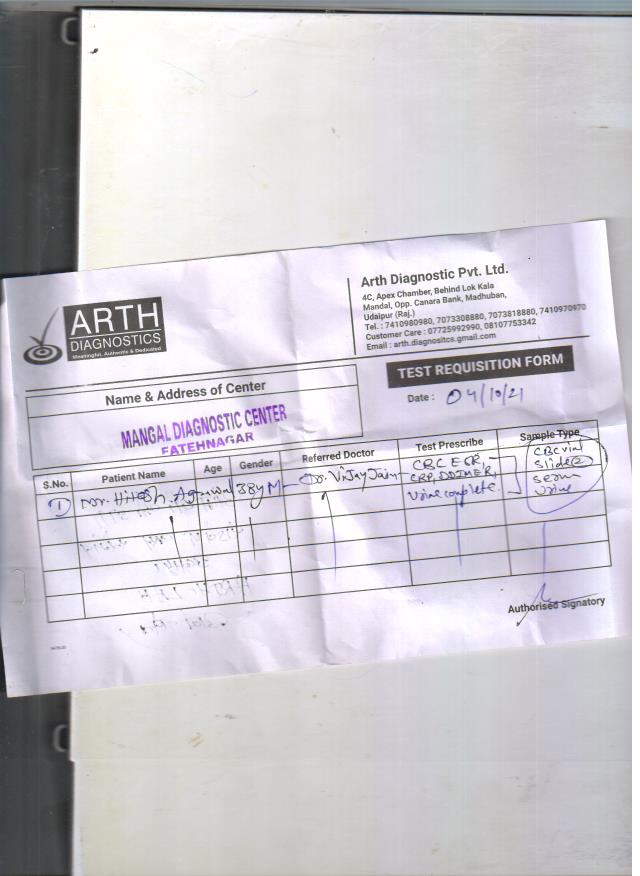 ARTH
DIAGNOSTICS
Meaningful, Authentic & Dedicated
Arth Diagnostic Pvt. Ltd.
4C, Apex Chamber, Behind Lok Kala
Mandal, Opp. Canara Bank, Madhuban,
Udaipur (Raj.)
Tel. : 7410980980, 7073308880, 7073818880, 7410970970
Customer Care : 07725992990, 08107753342
Email : arth.diagnositcs.gmail.com
TEST REQUISITION FORM
Date : 04/10/21
Name & Address of Center
MANGAL DIAGNOSTIC CENTER
FATEHNAGAR
S.No. Patient Name Age Gender Referred Doctor Test Prescribe Sample Type
1) Mr. Hitesh. Agarwal 38y M Dr. Vijay Jain CBC ESR CBC vial
CRP, DDIMER, slide(2)
Urine complete. serum
urine
Authorised Signatory